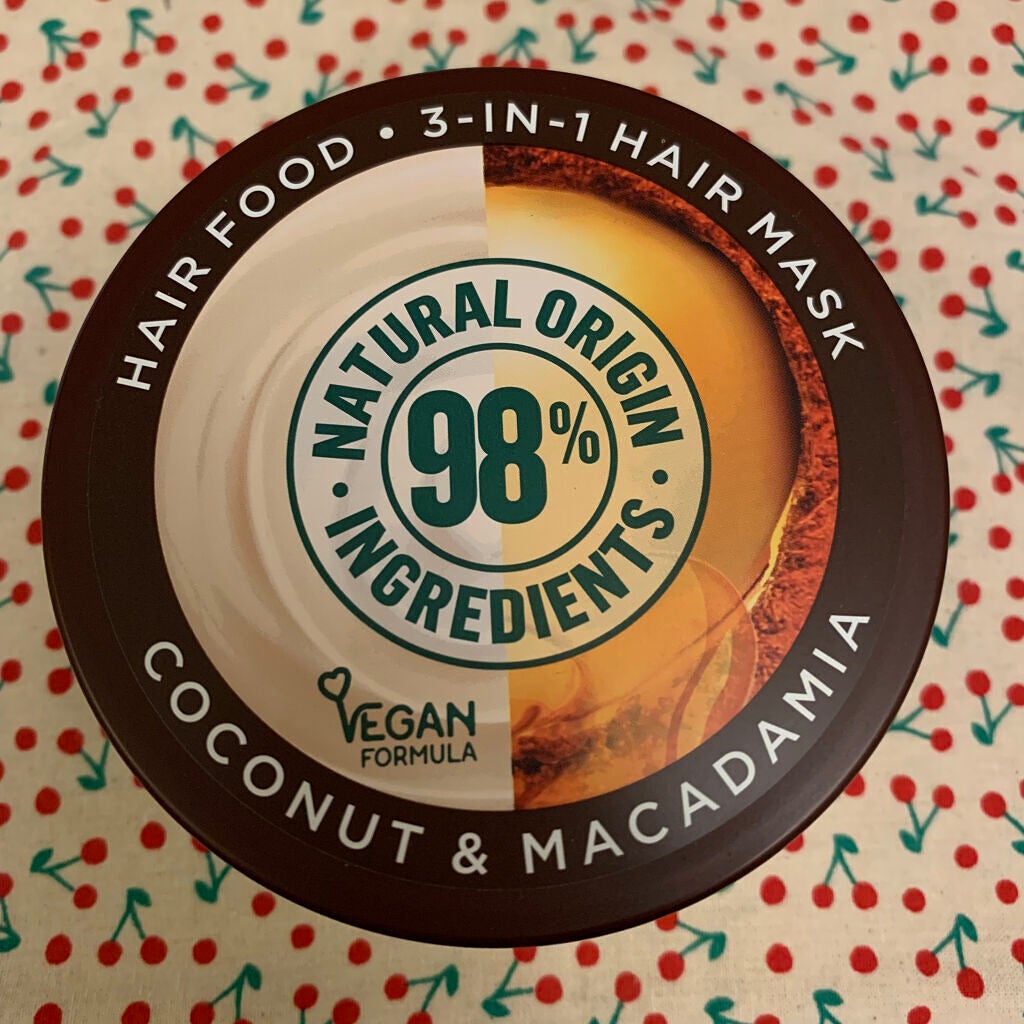 HAIR FOOD • 3-IN-1 HAIR MASK
NATURAL ORIGIN
98%
• INGREDIENTS •
VEGAN
FORMULA
COCONUT & MACADAMIA